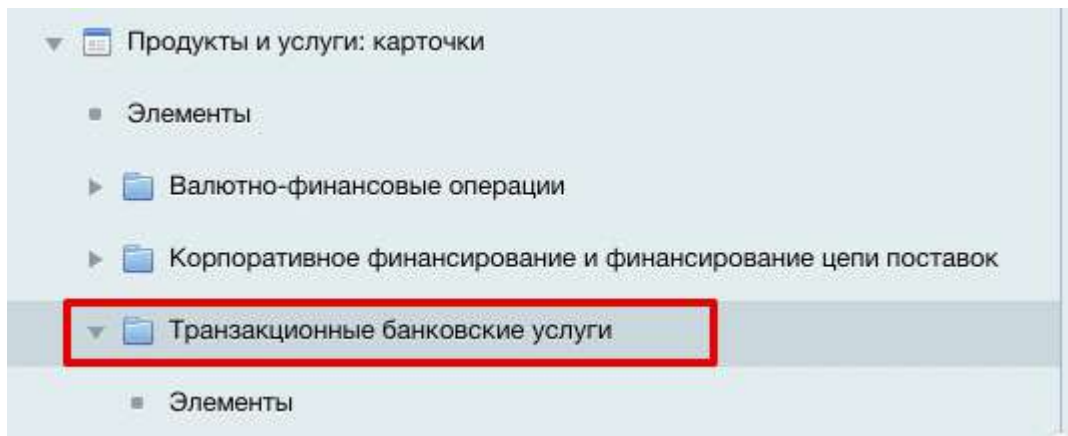 Продукты и услуги: карточки
Элементы
Валютно-финансовые операции
Корпоративное финансирование и финансирование цепи поставок
Транзакционные банковские услуги
Элементы